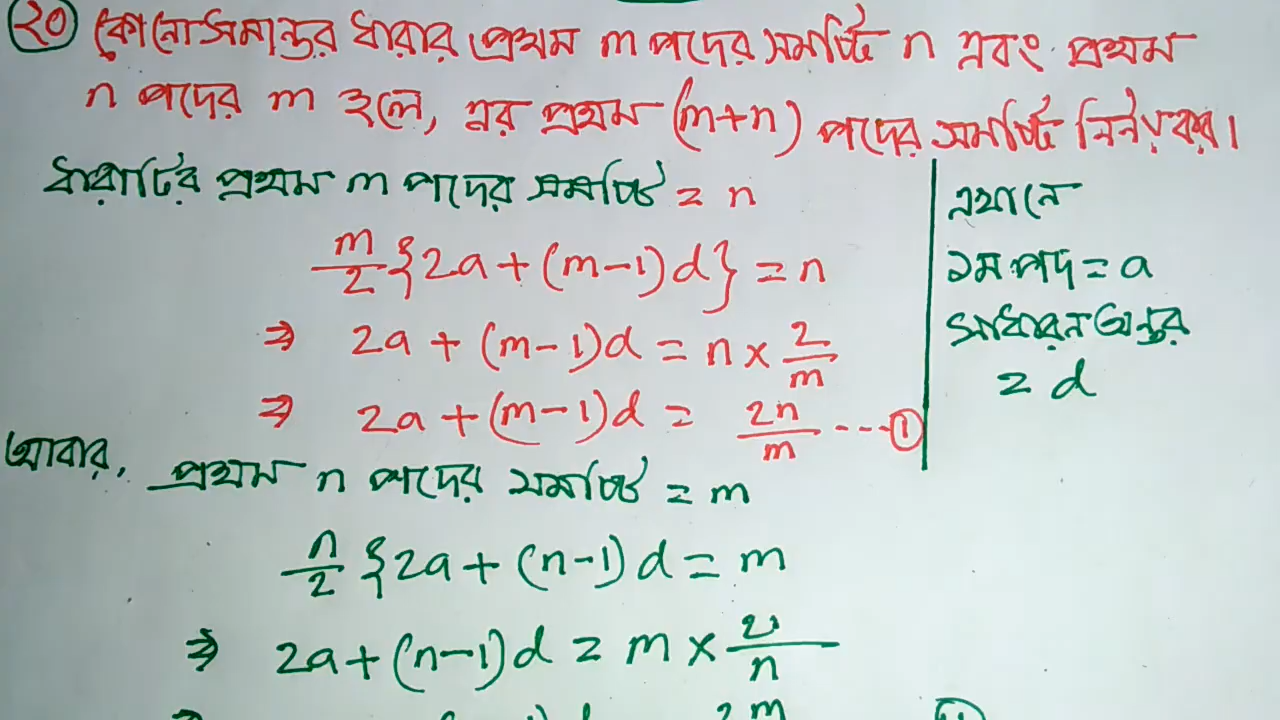 ২০ কোনো সমান্তর ধারার প্রথম m পদের সমষ্টি n এবং প্রথম
n পদের m হলে, এর প্রথম (m+n) পদের সমষ্টি নির্ণয় কর।
ধারাটির প্রথম m পদের সমষ্টি = n
m/2 {2a + (m-1)d} = n
⇒ 2a + (m-1)d = n × 2/m
⇒ 2a + (m-1)d = 2n/m ---- ①
এখানে
১ম পদ = a
সাধারন অন্তর
= d
আবার, প্রথম n পদের সমষ্টি = m
n/2 {2a + (n-1)d = m
⇒ 2a + (n-1)d = m × 2/n
2m